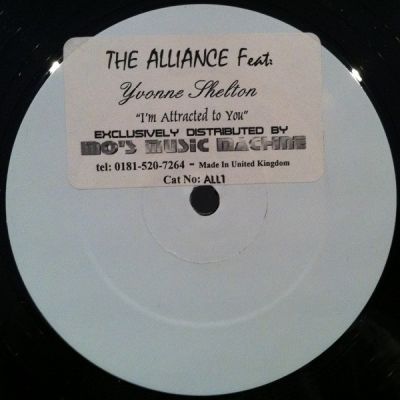 THE ALLIANCE Feat:
Yvonne Shelton
"I'm Attracted to You"
EXCLUSIVELY DISTRIBUTED BY
MO'S MUSIC MACHINE
tel: 0181-520-7264 - Made In United Kingdom
Cat No: ALL1